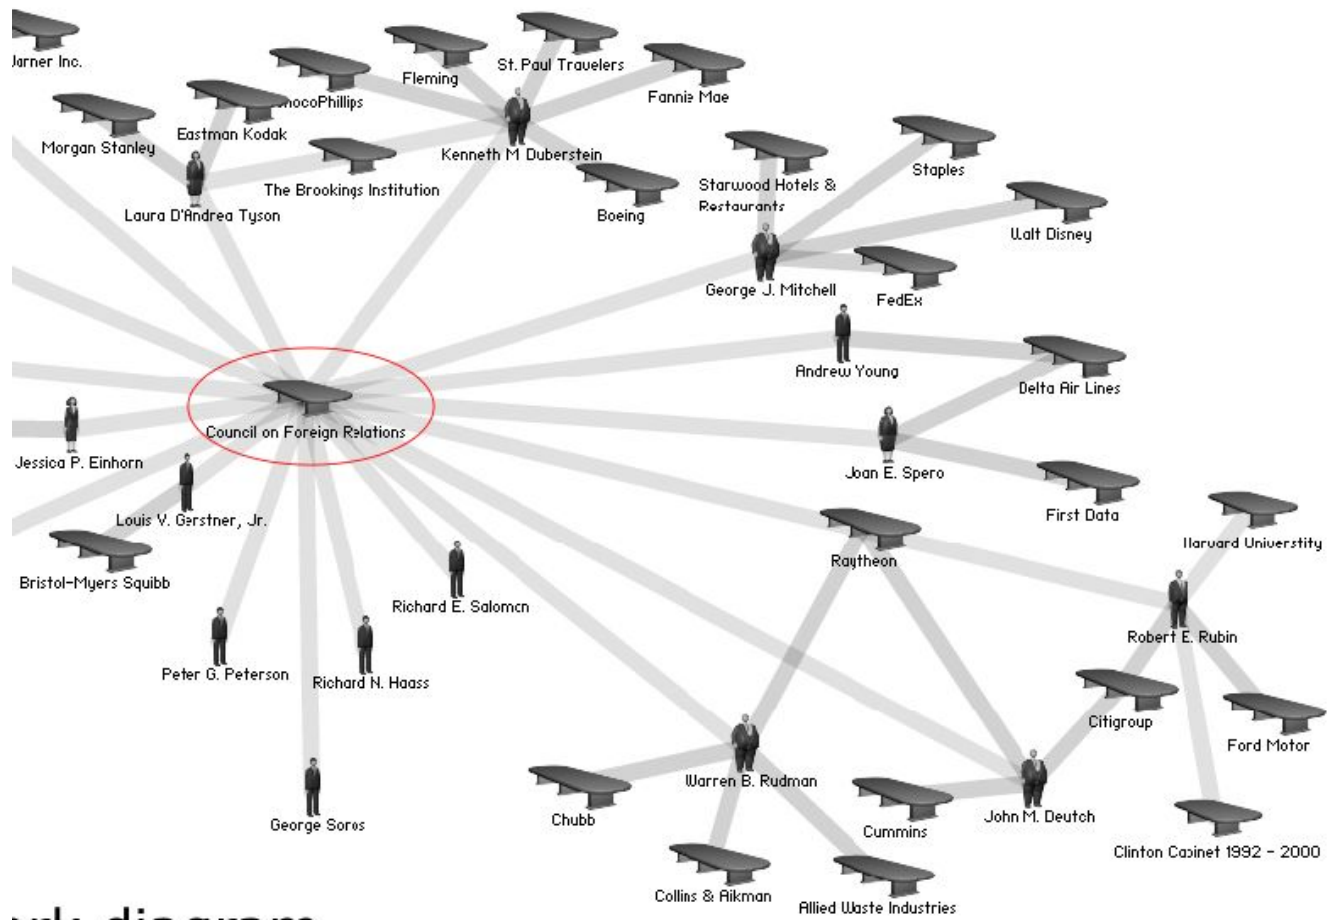 Warner Inc.
Fleming
St. Paul Travelers
Fannie Mae
nocoPhillips
Morgan Stanley
Eastman Kodak
Kenneth M Duberstein
The Brookings Institution
Laura D'Andrea Tyson
Boeing
Starwood Hotels &
Restaurants
Staples
Walt Disney
George J. Mitchell
FedEx
Andrew Young
Delta Air Lines
Council on Foreign Relations
Jessica P. Einhorn
Joan E. Spero
Louis V. Gerstner, Jr.
First Data
Harvard Universtity
Bristol-Myers Squibb
Raytheon
Richard E. Salomon
Robert E. Rubin
Peter G. Peterson
Richard N. Haass
Citigroup
Ford Motor
Warren B. Rudman
George Soros
Chubb
Cummins
John M. Deutch
Clinton Cabinet 1992 - 2000
Collins & Aikman
Allied Waste Industries
diagram